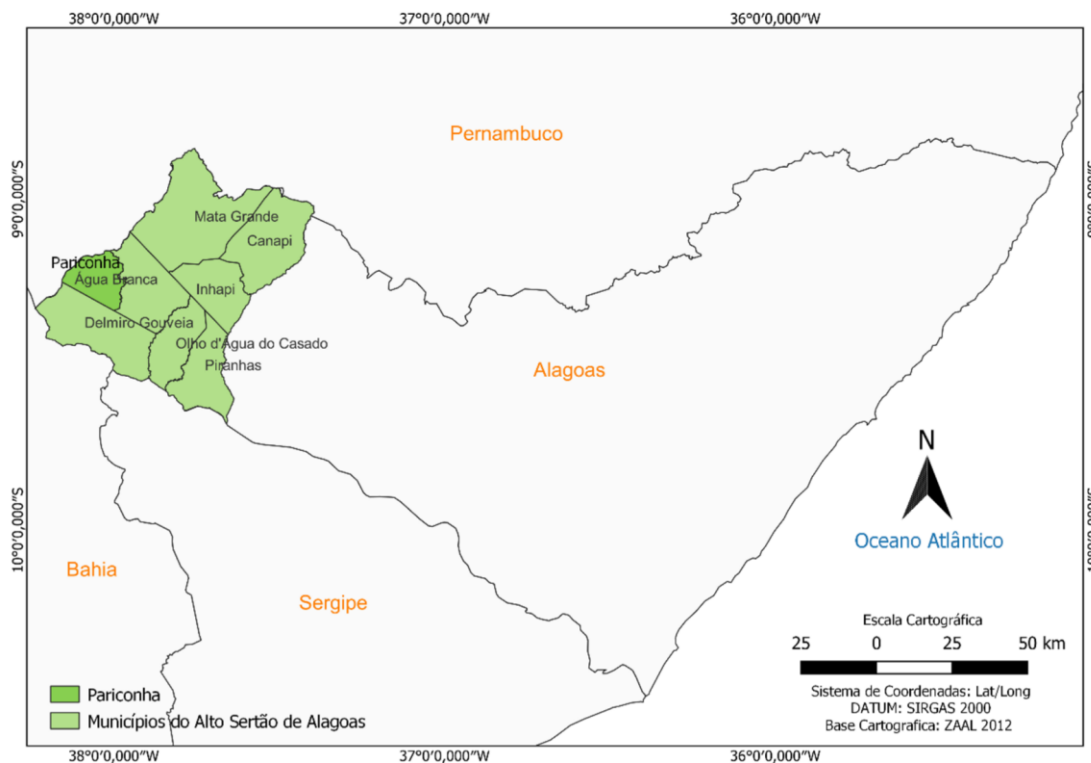 38°0′0,000″W
37°0′0,000″W
36°0′0,000″W
Pernambuco
9°0′0,000″S
9°0′0,000″S
Mata Grande
Canapi
Pariconha
Água Branca
Inhapi
Delmiro Gouveia
Olho d'Água do Casado
Piranhas
Alagoas
N
Oceano Atlântico
10°0′0,000″S
10°0′0,000″S
Bahia
Sergipe
Escala Cartográfica
25 0 25 50 km
Pariconha
Municípios do Alto Sertão de Alagoas
Sistema de Coordenadas: Lat/Long
DATUM: SIRGAS 2000
Base Cartografica: ZAAL 2012
38°0′0,000″W
37°0′0,000″W
36°0′0,000″W